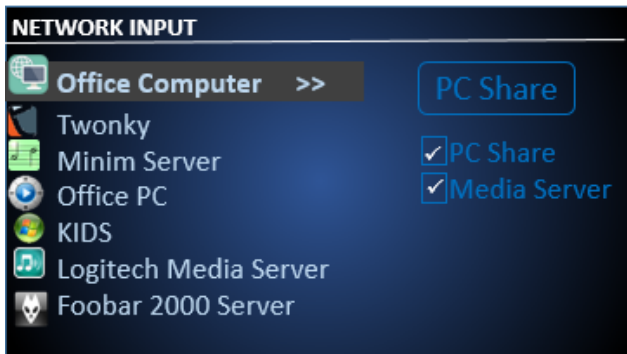 NETWORK INPUT
Office Computer >>
Twonky
Minim Server
Office PC
KIDS
Logitech Media Server
Foobar 2000 Server
PC Share
PC Share
Media Server